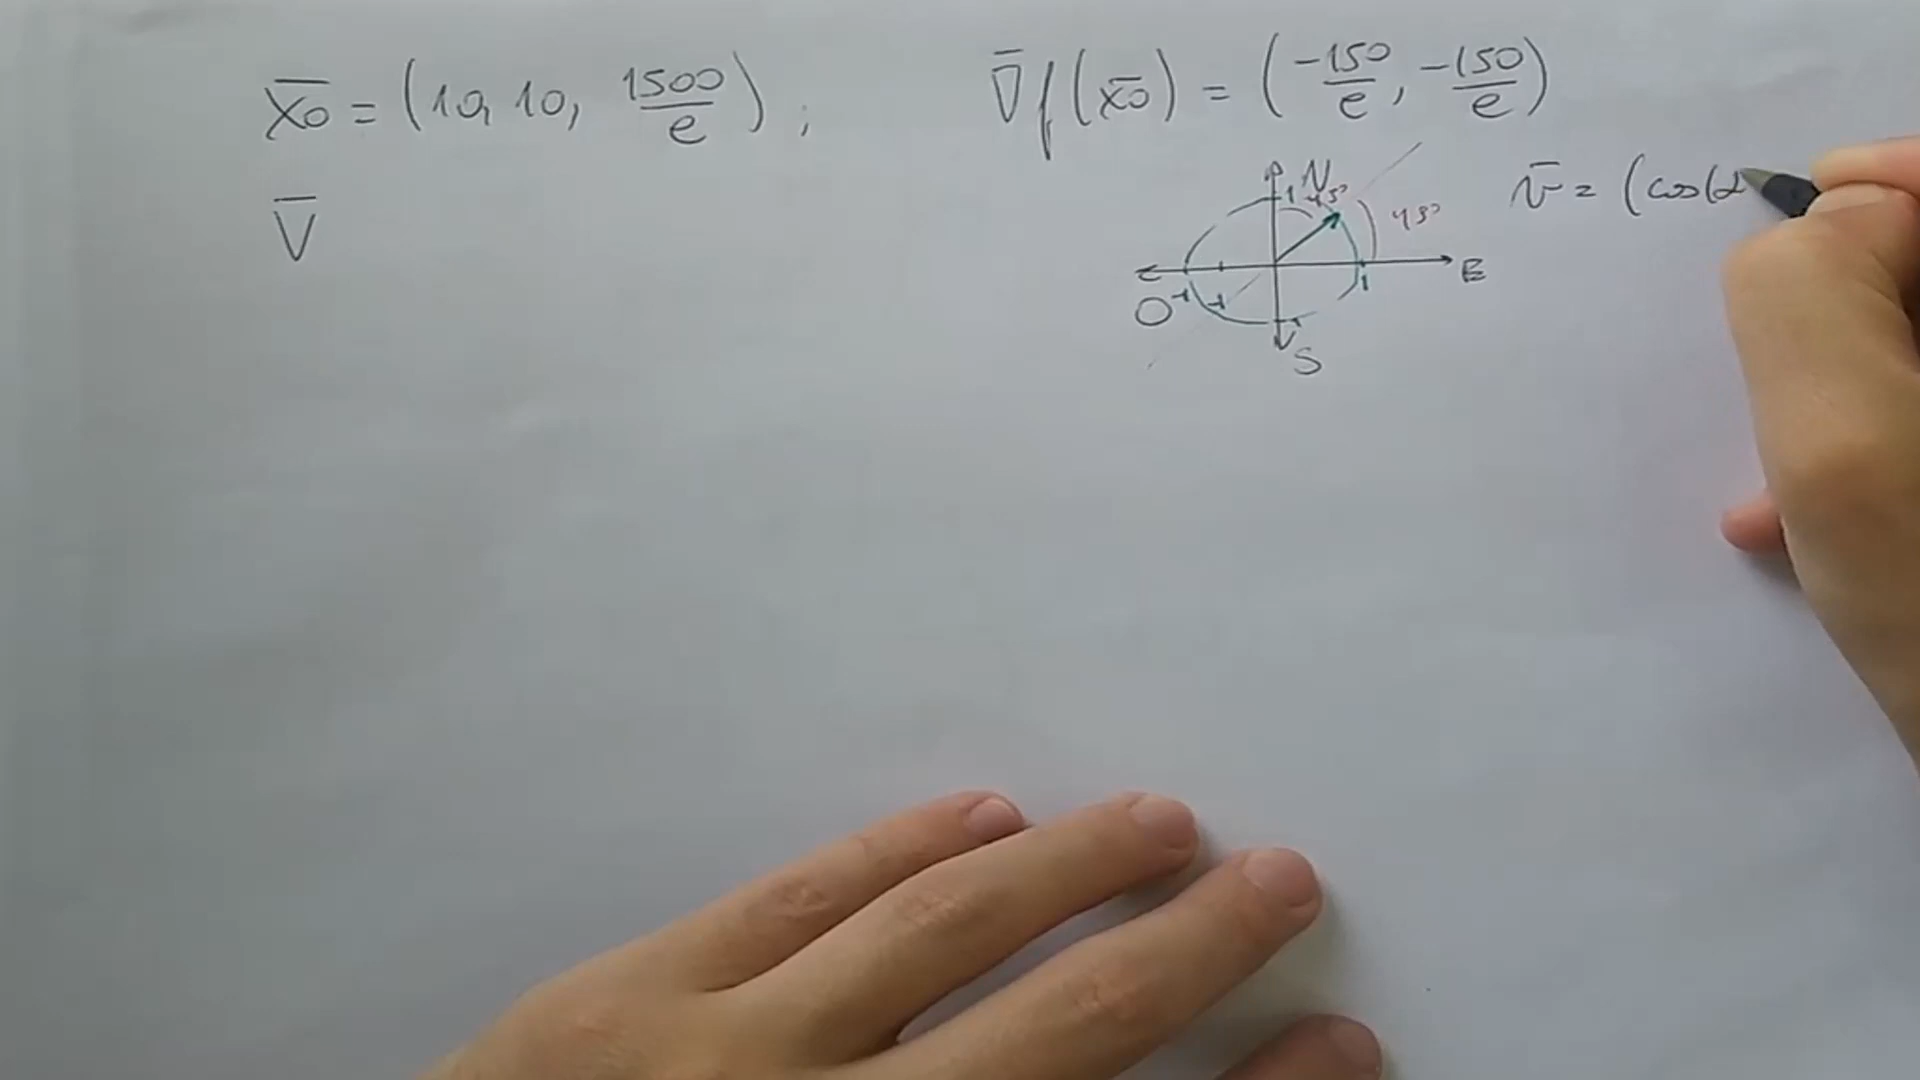 x̄₀ = (10, 10, 1500/e) ; ∇̄f(x̄₀) = (-150/e, -150/e)
v̄ = (cos(α
V̄
N 1 45° 45°
E
O -1 -1 1
S